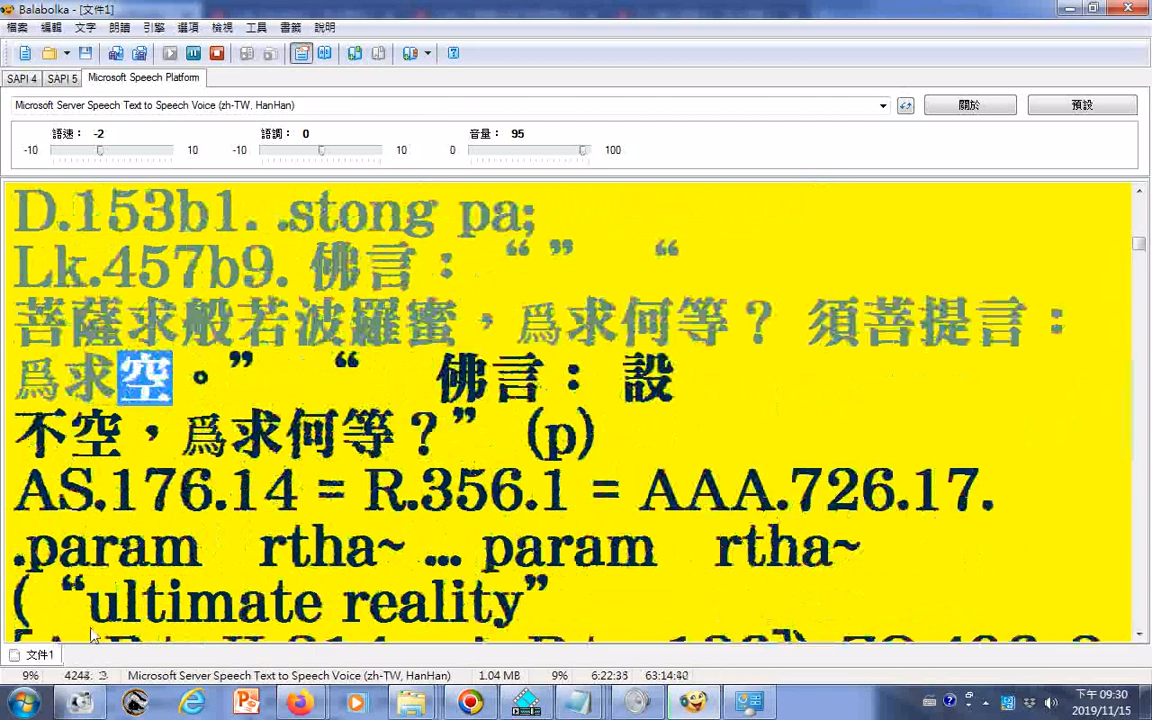 Balabolka - [文件1]
檔案 編輯 文字 朗讀 引擎 選項 檢視 工具 書籤 說明
SAPI 4 SAPI 5 Microsoft Speech Platform
Microsoft Server Speech Text to Speech Voice (zh-TW, HanHan) 關於 預設
語速： -2 語調： 0 音量： 95
-10 10 -10 10 0 100
D.153b1. .stong pa;
Lk.457b9. 佛言： “ ” “
菩薩求般若波羅蜜，爲求何等？ 須菩提言：
爲求空。” “ 佛言： 設
不空，爲求何等？” (p)
AS.176.14 = R.356.1 = AAA.726.17.
.param rtha~ ... param rtha~
( “ultimate reality”
文件1
9% Microsoft Server Speech Text to Speech Voice (zh-TW, HanHan) 1.04 MB 9% 6:22:35 63:14:40
下午 09:30
2019/11/15